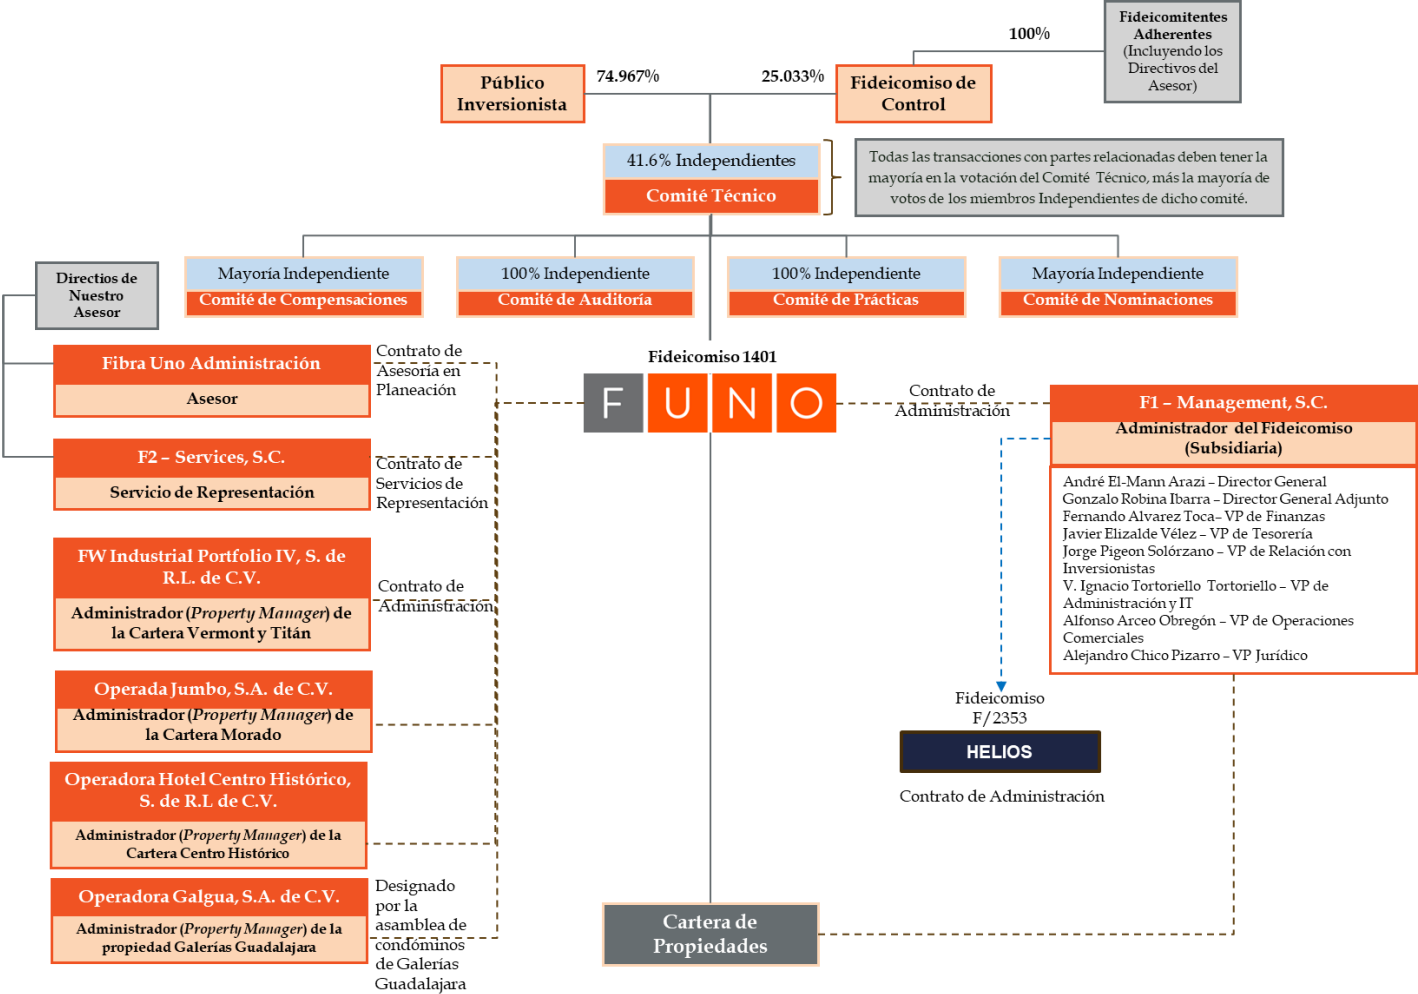 Fideicomitentes
Adherentes
(Incluyendo los
Directivos del
Asesor)
100%
Público
Inversionista
74.967%
25.033%
Fideicomiso de
Control
41.6% Independientes
Comité Técnico
Todas las transacciones con partes relacionadas deben tener la
mayoría en la votación del Comité Técnico, más la mayoría de
votos de los miembros Independientes de dicho comité.
Mayoría Independiente
Comité de Compensaciones
100% Independiente
Comité de Auditoría
100% Independiente
Comité de Prácticas
Mayoría Independiente
Comité de Nominaciones
Directios de
Nuestro
Asesor
Fibra Uno Administración
Asesor
Contrato de
Asesoría en
Planeación
Fideicomiso 1401
FUNO
Contrato de
Administración
F1 – Management, S.C.
Administrador del Fideicomiso
(Subsidiaria)
André El-Mann Arazi – Director General
Gonzalo Robina Ibarra – Director General Adjunto
Fernando Alvarez Toca– VP de Finanzas
Javier Elizalde Vélez – VP de Tesorería
Jorge Pigeon Solórzano – VP de Relación con
Inversionistas
V. Ignacio Tortoriello Tortoriello – VP de
Administración y IT
Alfonso Arceo Obregón – VP de Operaciones
Comerciales
Alejandro Chico Pizarro – VP Jurídico
F2 – Services, S.C.
Servicio de Representación
Contrato de
Servicios de
Representación
FW Industrial Portfolio IV, S. de
R.L. de C.V.
Administrador (Property Manager) de
la Cartera Vermont y Titán
Contrato de
Administración
Operada Jumbo, S.A. de C.V.
Administrador (Property Manager) de
la Cartera Morado
Fideicomiso
F/2353
HELIOS
Contrato de Administración
Operadora Hotel Centro Histórico,
S. de R.L de C.V.
Administrador (Property Manager) de la
Cartera Centro Histórico
Operadora Galgua, S.A. de C.V.
Administrador (Property Manager) de la
propiedad Galerías Guadalajara
Designado
por la
asamblea de
condóminos
de Galerías
Guadalajara
Cartera de
Propiedades